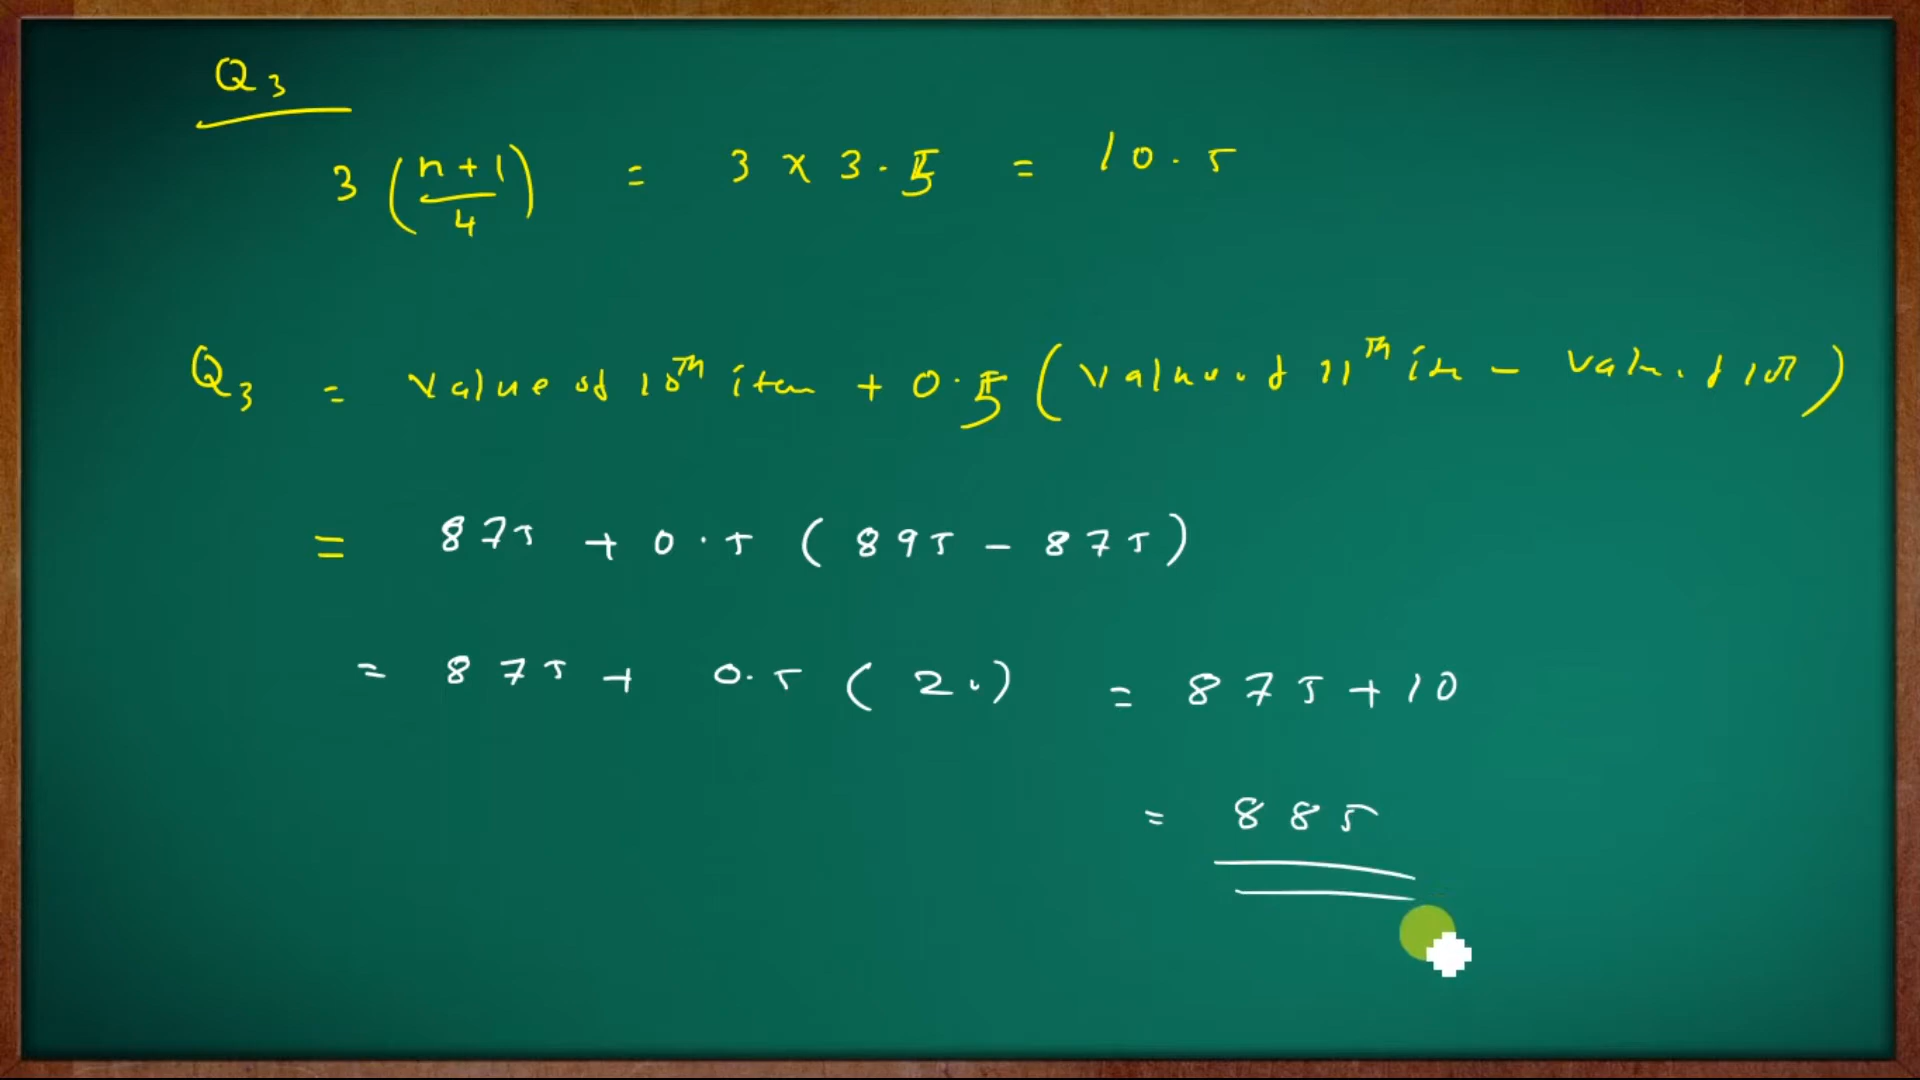 Q3
3 (n+1/4) = 3 x 3.5 = 10.5
Q3 = value of 10th item + 0.5 (value of 11th item - value of 10th)
= 875 + 0.5 (895 - 875)
= 875 + 0.5 (20) = 875 + 10
= 885